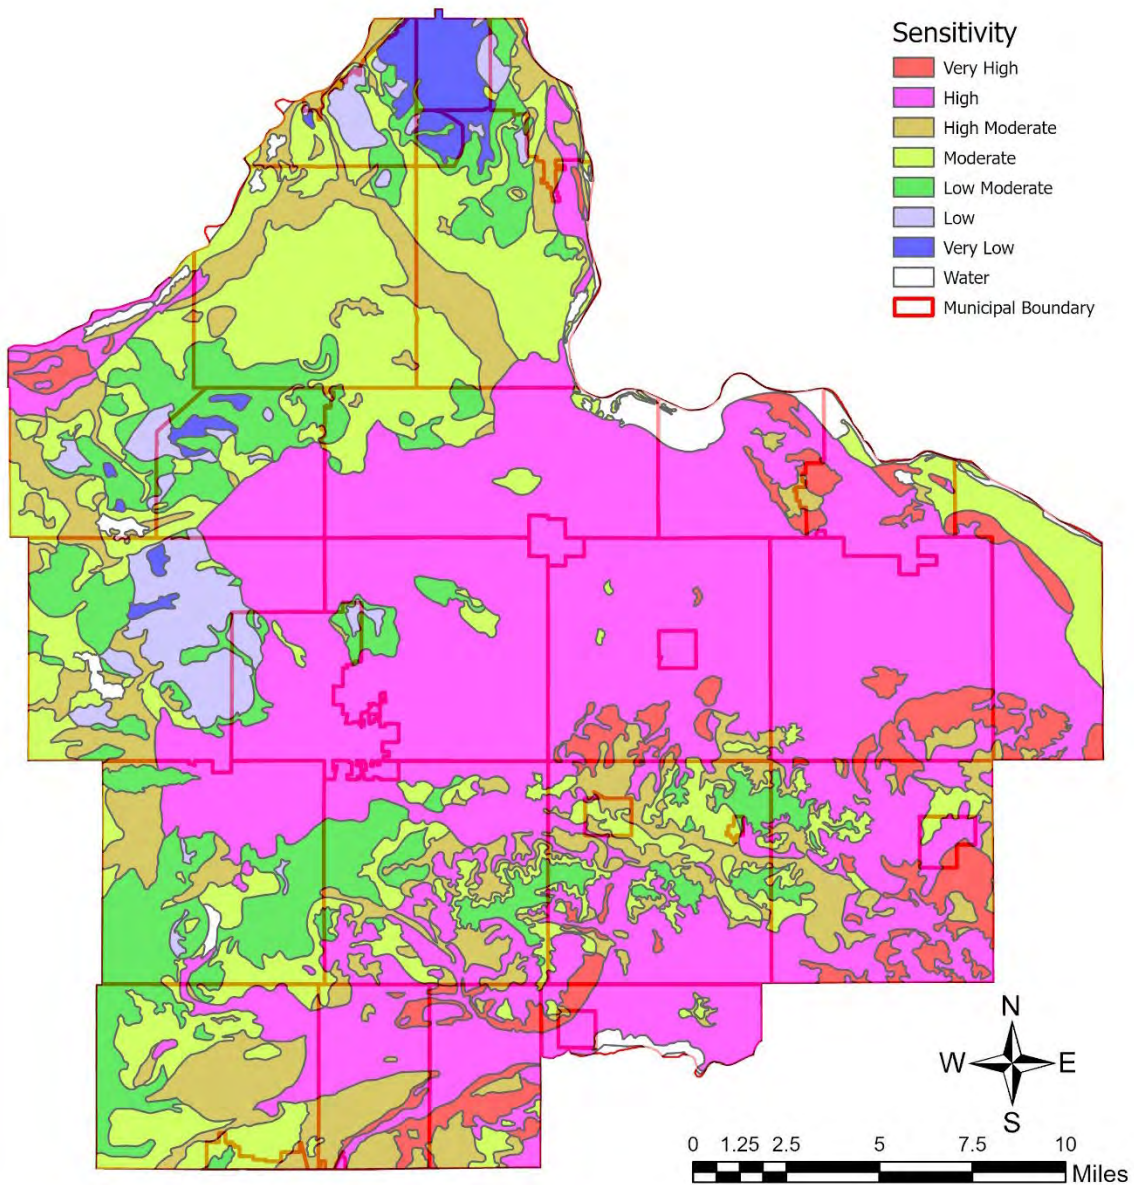 Sensitivity
Very High
High
High Moderate
Moderate
Low Moderate
Low
Very Low
Water
Municipal Boundary
N
W E
S
0 1.25 2.5 5 7.5 10
Miles